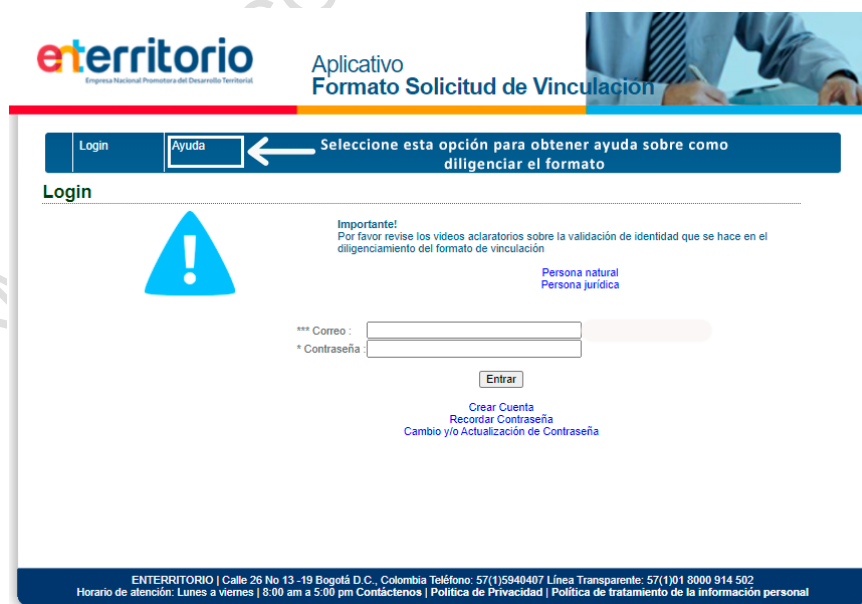 enterritorio
Empresa Nacional Promotora del Desarrollo Territorial
Aplicativo
Formato Solicitud de Vinculación
Login
Ayuda
Seleccione esta opción para obtener ayuda sobre como
diligenciar el formato
Login
Importante!
Por favor revise los videos aclaratorios sobre la validación de identidad que se hace en el
diligenciamiento del formato de vinculación
Persona natural
Persona jurídica
*** Correo :
* Contraseña :
Entrar
Crear Cuenta
Recordar Contraseña
Cambio y/o Actualización de Contraseña
ENTERRITORIO | Calle 26 No 13 -19 Bogotá D.C., Colombia Teléfono: 57(1)5940407 Línea Transparente: 57(1)01 8000 914 502
Horario de atención: Lunes a viernes | 8:00 am a 5:00 pm Contáctenos | Politica de Privacidad | Política de tratamiento de la información personal